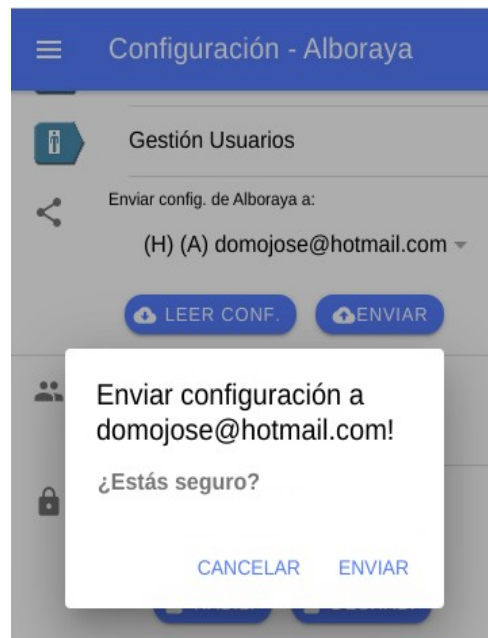 Configuración - Alboraya
Gestión Usuarios
Enviar config. de Alboraya a:
(H) (A) domojose@hotmail.com
LEER CONF.
ENVIAR
Enviar configuración a
domojose@hotmail.com!
¿Estás seguro?
CANCELAR
ENVIAR